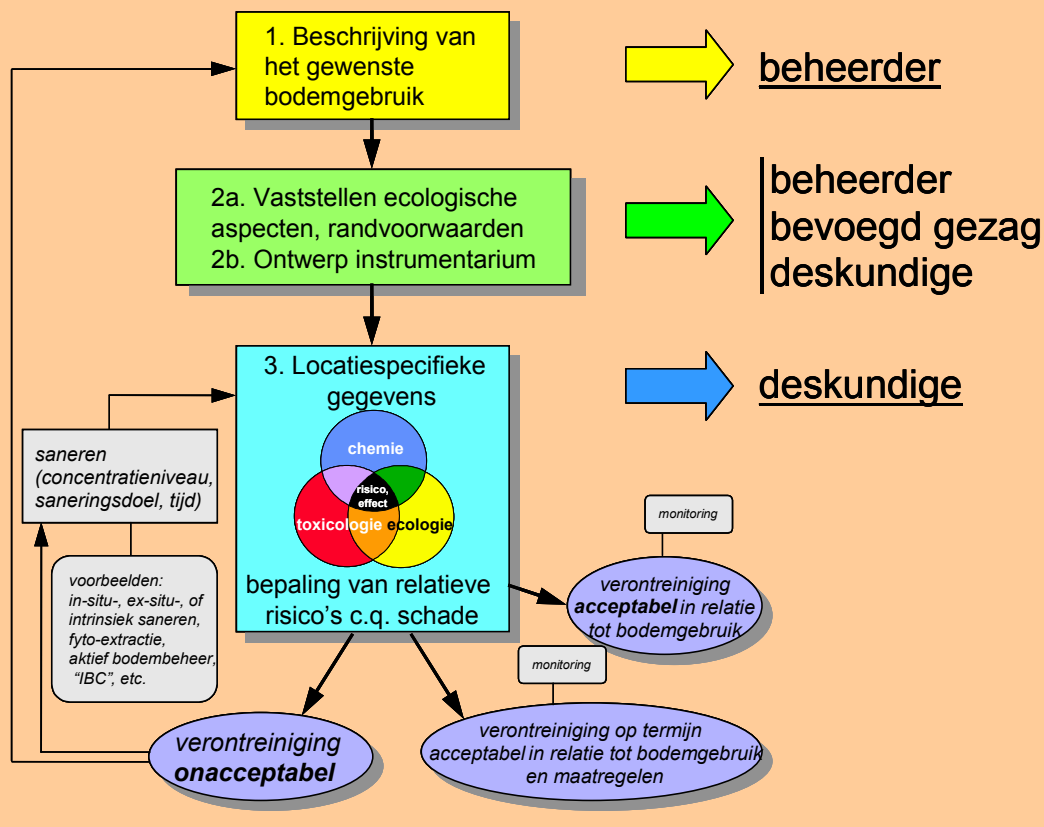 1. Beschrijving van
het gewenste
bodemgebruik
beheerder
2a. Vaststellen ecologische
aspecten, randvoorwaarden
2b. Ontwerp instrumentarium
beheerder
bevoegd gezag
deskundige
3. Locatiespecifieke
gegevens
chemie
risico,
effect
toxicologie
ecologie
bepaling van relatieve
risico's c.q. schade
deskundige
saneren
(concentratieniveau,
saneringsdoel, tijd)
voorbeelden:
in-situ-, ex-situ-, of
intrinsiek saneren,
fyto-extractie,
aktief bodembeheer,
“IBC”, etc.
monitoring
verontreiniging
acceptabel in relatie
tot bodemgebruik
monitoring
verontreiniging op termijn
acceptabel in relatie tot bodemgebruik
en maatregelen
verontreiniging
onacceptabel